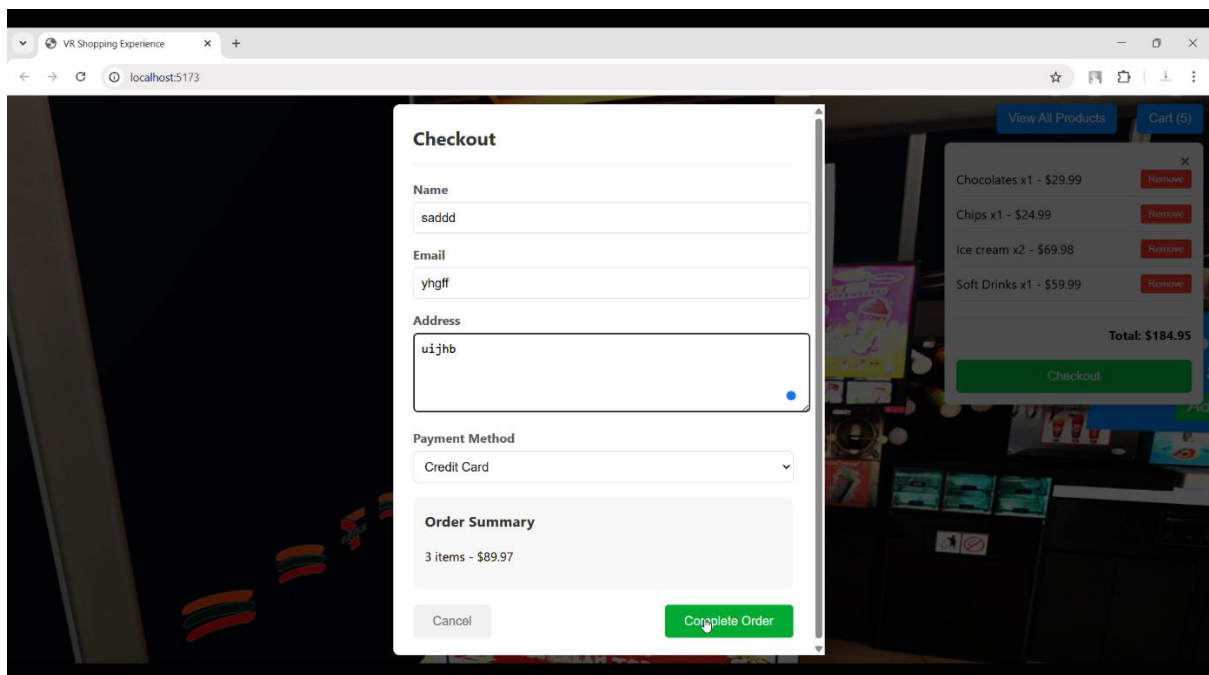 VR Shopping Experience
localhost:5173
View All Products
Cart (5)
Checkout
Name
saddd
Email
yhgff
Address
uijhb
Payment Method
Credit Card
Order Summary
3 items - $89.97
Cancel
Complete Order
Chocolates x1 - $29.99
Remove
Chips x1 - $24.99
Remove
Ice cream x2 - $69.98
Remove
Soft Drinks x1 - $59.99
Remove
Total: $184.95
Checkout
Ad